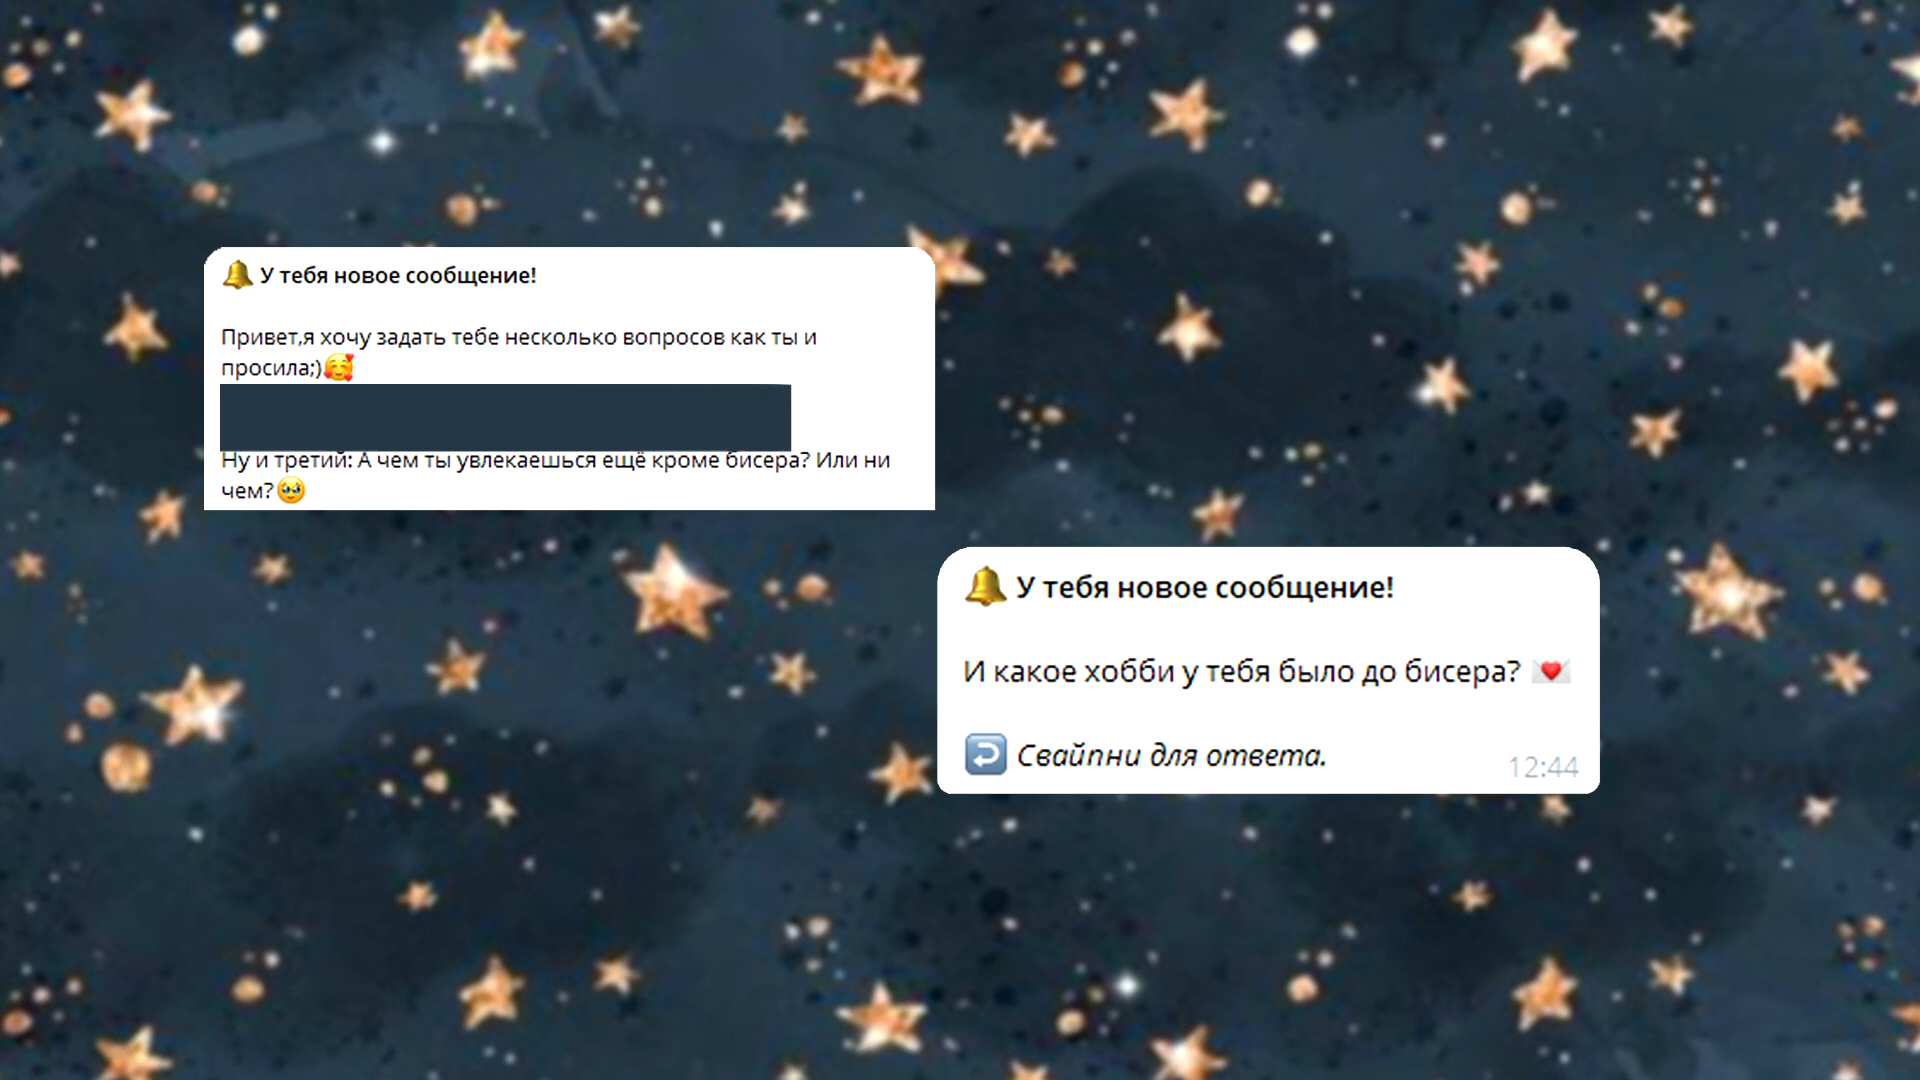 🔔 У тебя новое сообщение!
Привет,я хочу задать тебе несколько вопросов как ты и
просила;)🥰
Ну и третий: А чем ты увлекаешься ещё кроме бисера? Или ни
чем?🥹
🔔 У тебя новое сообщение!
И какое хобби у тебя было до бисера? 💌
↩️ Свайпни для ответа.
12:44